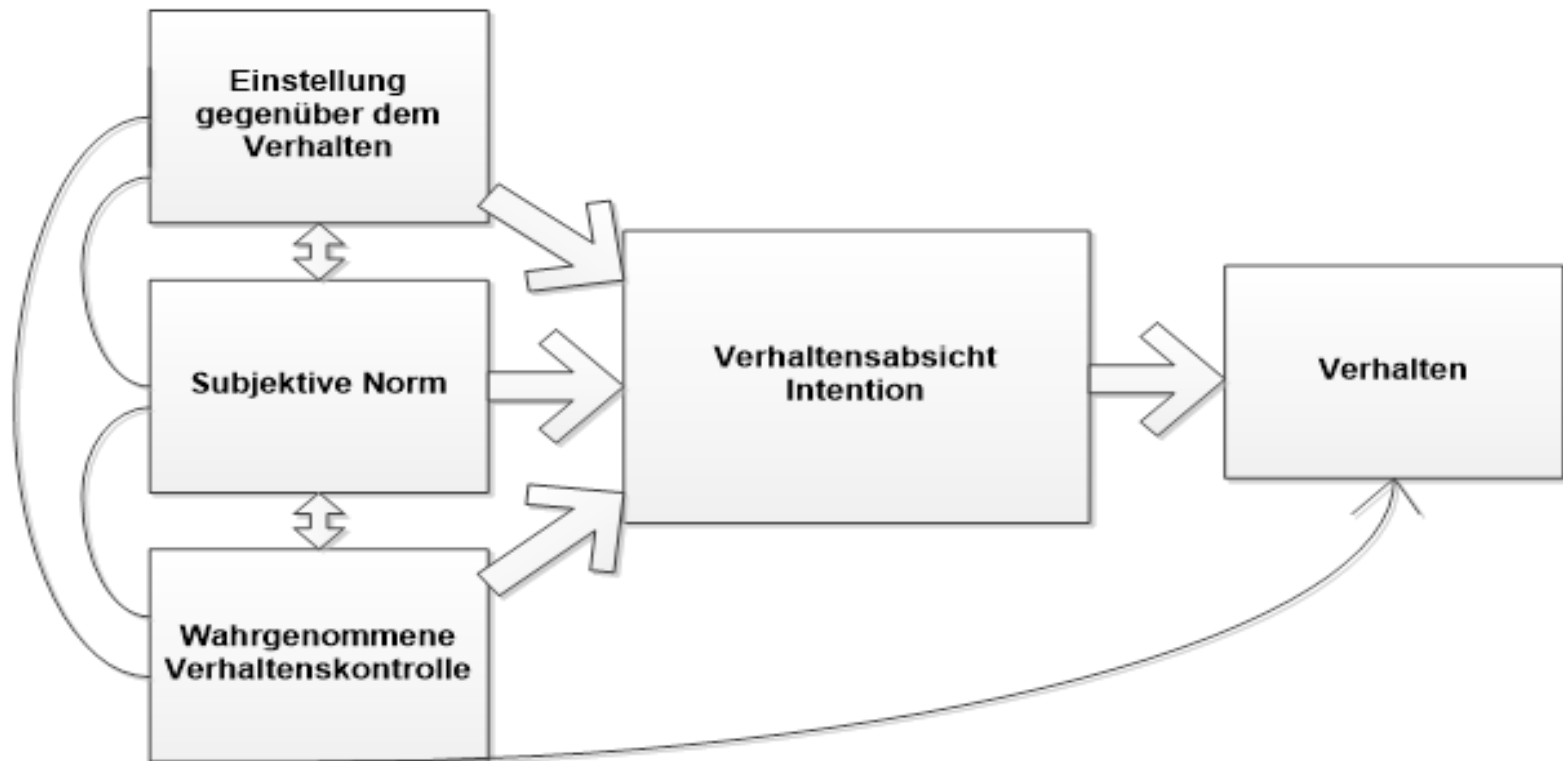 Einstellung
gegenüber dem
Verhalten
Subjektive Norm
Wahrgenommene
Verhaltenskontrolle
Verhaltensabsicht
Intention
Verhalten